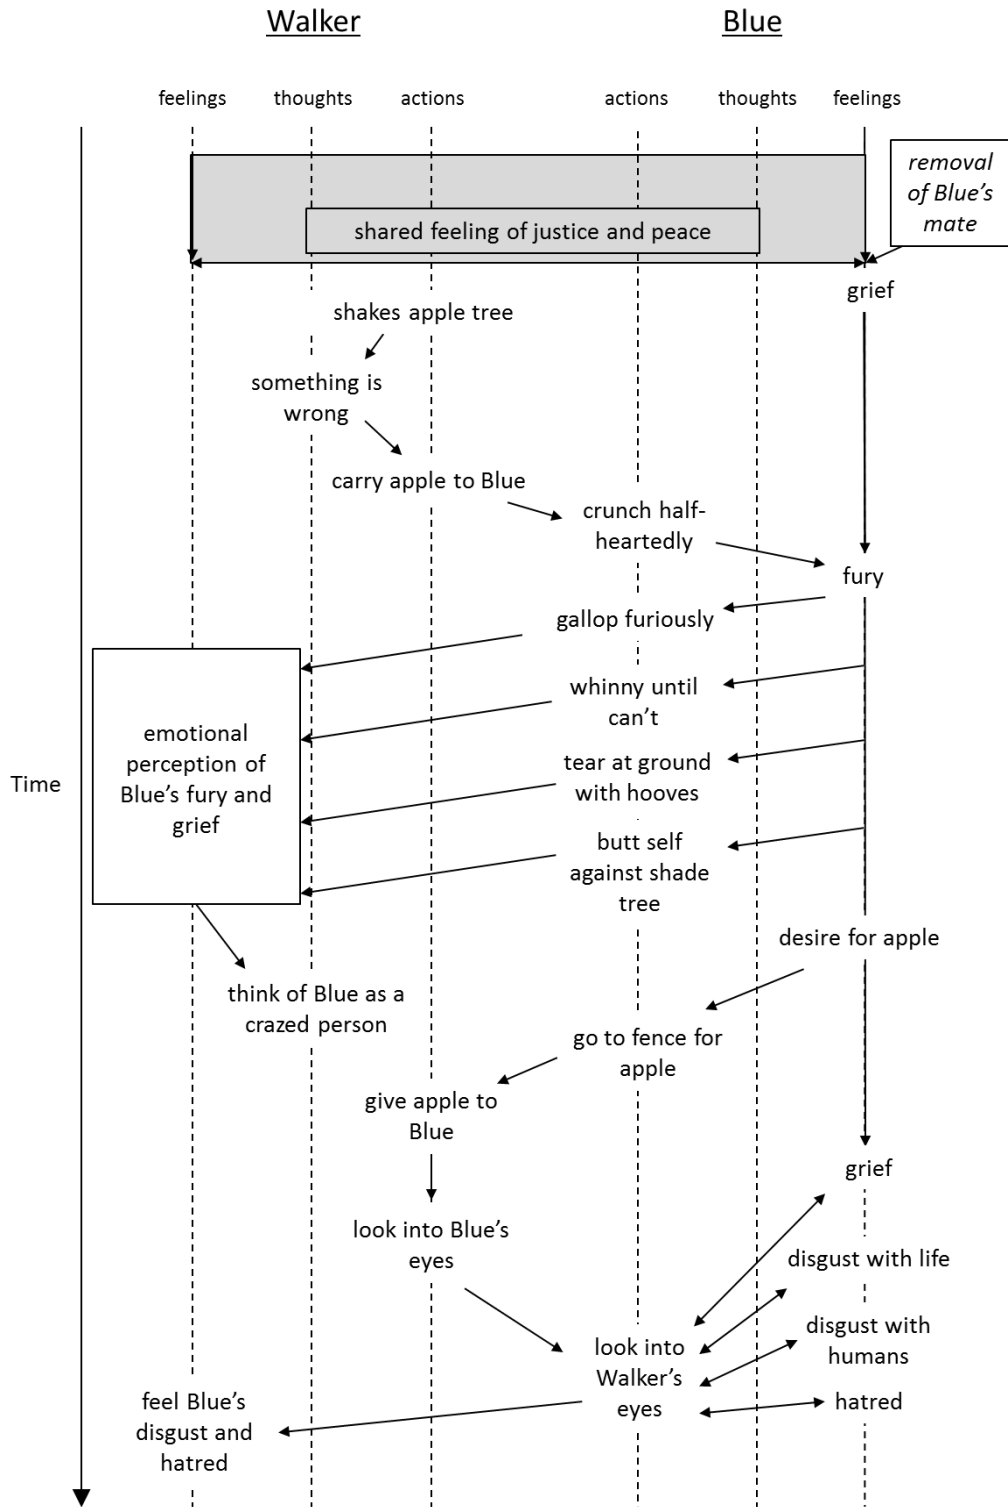 Walker
Blue
feelings
thoughts
actions
actions
thoughts
feelings
removal
of Blue's
mate
shared feeling of justice and peace
grief
shakes apple tree
something is
wrong
carry apple to Blue
crunch half-
heartedly
fury
gallop furiously
whinny until
can't
emotional
perception of
Blue's fury and
grief
Time
tear at ground
with hooves
butt self
against shade
tree
desire for apple
think of Blue as a
crazed person
go to fence for
apple
give apple to
Blue
grief
look into Blue's
eyes
disgust with life
disgust with
humans
look into
Walker's
eyes
hatred
feel Blue's
disgust and
hatred